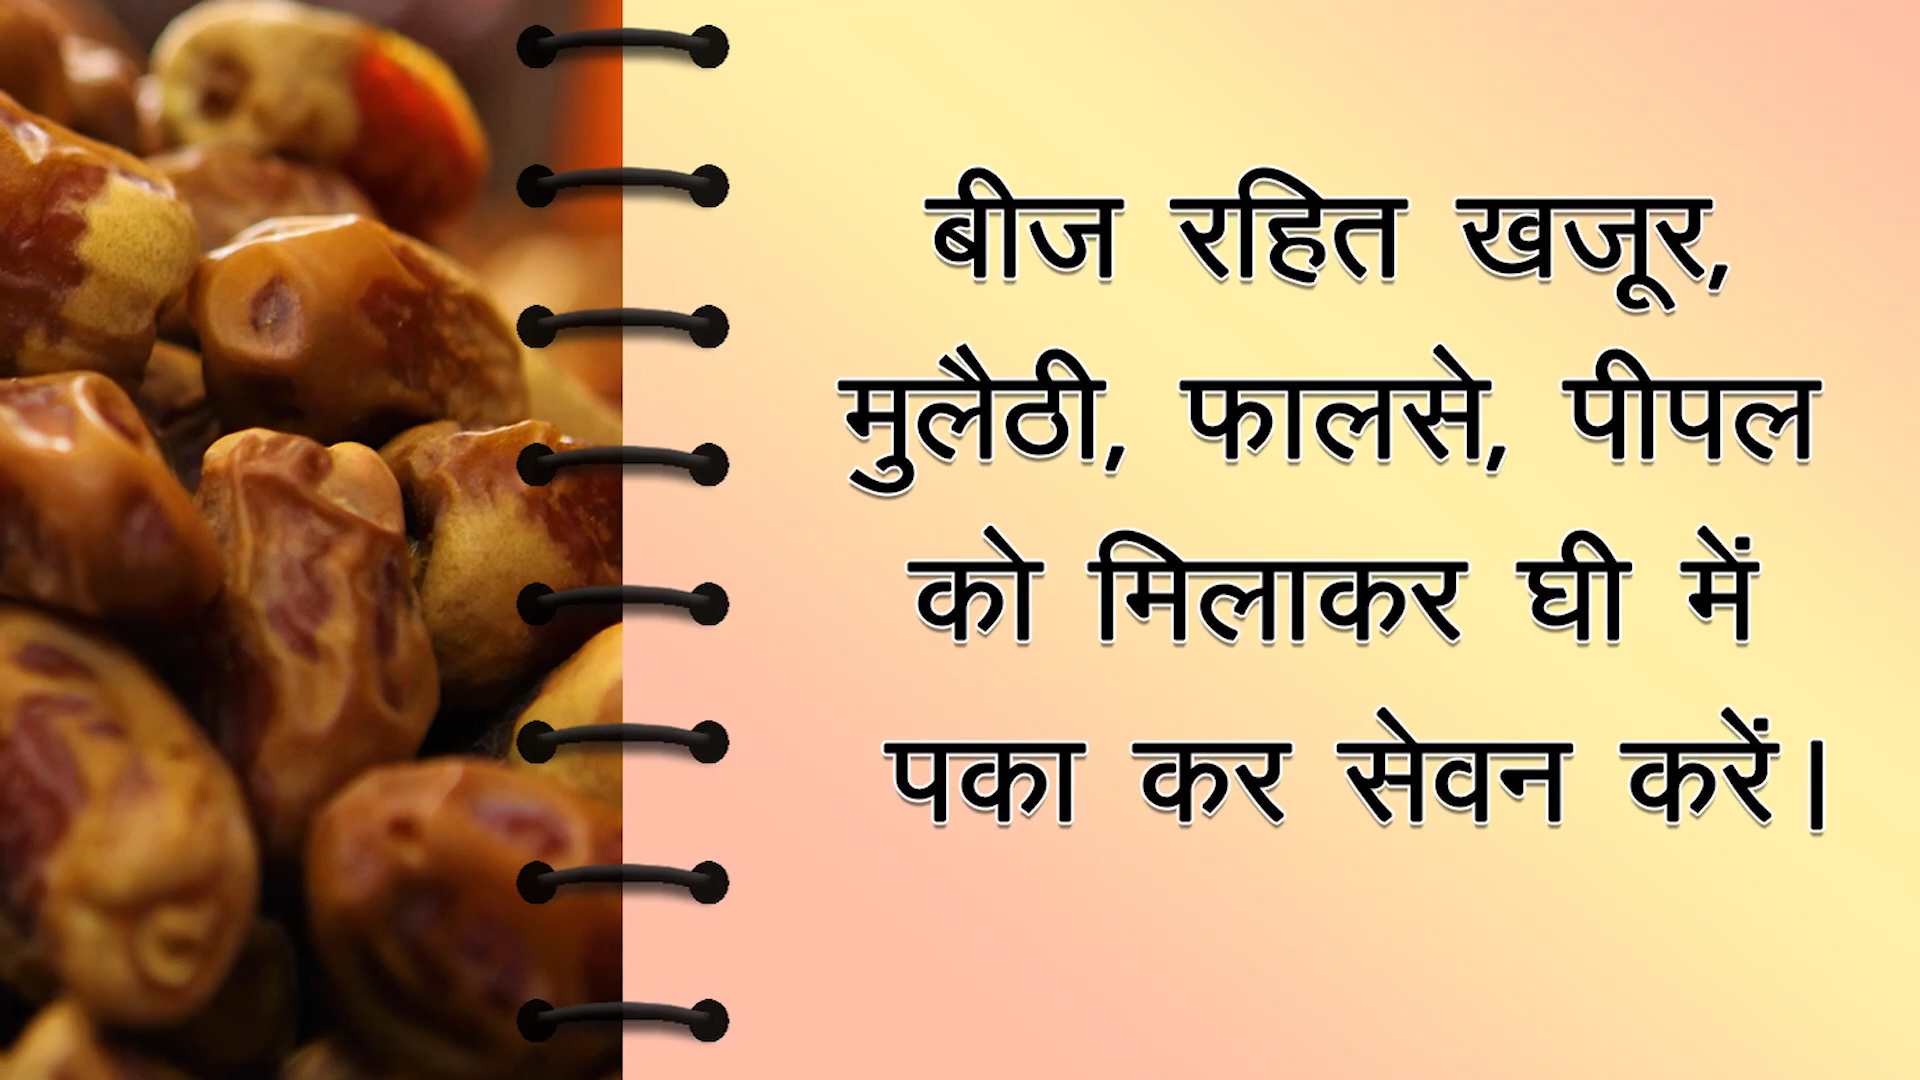 बीज रहित खजूर,
मुलैठी, फालसे, पीपल
को मिलाकर घी में
पका कर सेवन करें।